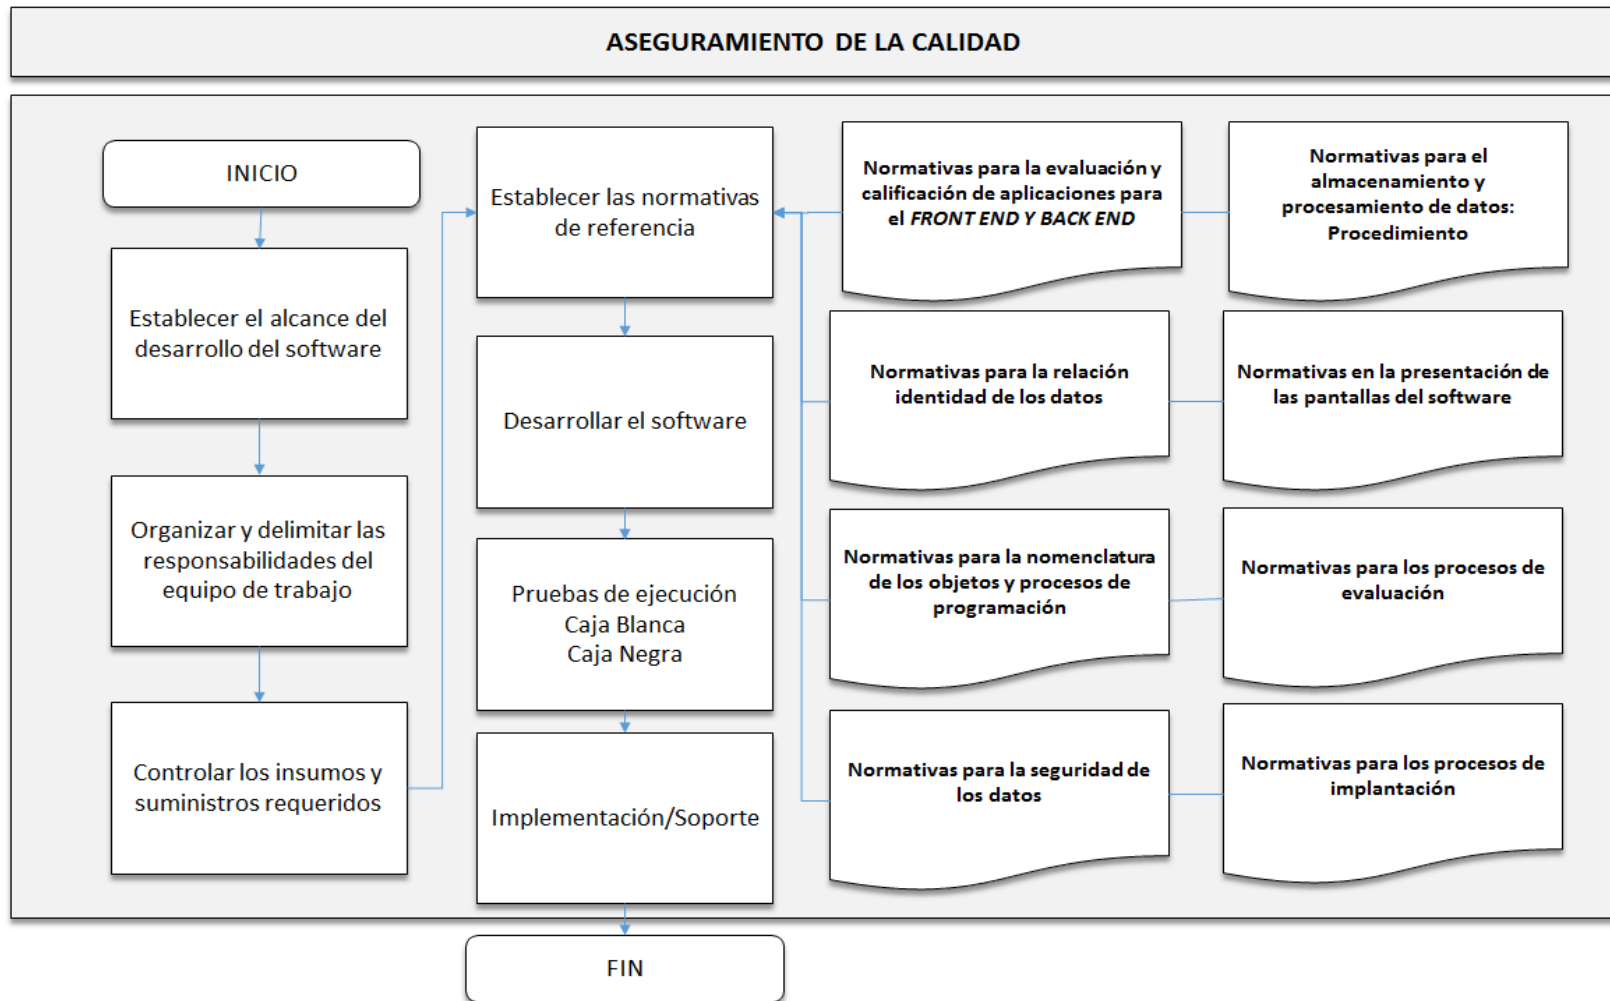 ASEGURAMIENTO DE LA CALIDAD
INICIO
Establecer el alcance del
desarrollo del software
Organizar y delimitar las
responsabilidades del
equipo de trabajo
Controlar los insumos y
suministros requeridos
Establecer las normativas
de referencia
Desarrollar el software
Pruebas de ejecución
Caja Blanca
Caja Negra
Implementación/Soporte
FIN
Normativas para la evaluación y
calificación de aplicaciones para
el FRONT END Y BACK END
Normativas para el
almacenamiento y
procesamiento de datos:
Procedimiento
Normativas para la relación
identidad de los datos
Normativas en la presentación de
las pantallas del software
Normativas para la nomenclatura
de los objetos y procesos de
programación
Normativas para los procesos de
evaluación
Normativas para la seguridad de
los datos
Normativas para los procesos de
implantación